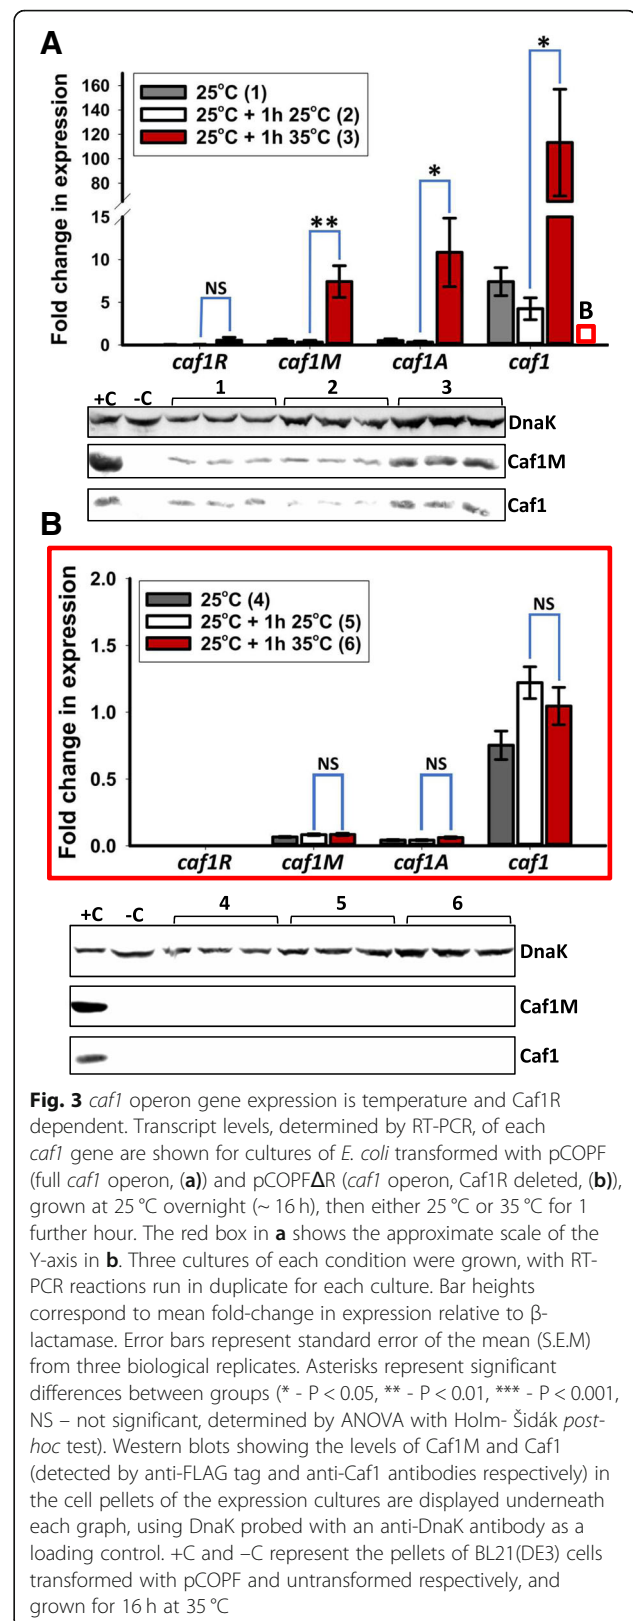 A
Fold change in expression
160
140
120
100
80
15
10
5
0
25°C (1)
25°C + 1h 25°C (2)
25°C + 1h 35°C (3)
NS
**
*
*
B
caf1R caf1M caf1A caf1
+C -C 1 2 3
DnaK
Caf1M
Caf1
B
Fold change in expression
2.0
1.5
1.0
0.5
0.0
25°C (4)
25°C + 1h 25°C (5)
25°C + 1h 35°C (6)
NS
NS
NS
caf1R caf1M caf1A caf1
+C -C 4 5 6
DnaK
Caf1M
Caf1
Fig. 3 caf1 operon gene expression is temperature and Caf1R
dependent. Transcript levels, determined by RT-PCR, of each
caf1 gene are shown for cultures of E. coli transformed with pCOPF
(full caf1 operon, (a)) and pCOPFΔR (caf1 operon, Caf1R deleted, (b)),
grown at 25 °C overnight (~ 16 h), then either 25 °C or 35 °C for 1
further hour. The red box in a shows the approximate scale of the
Y-axis in b. Three cultures of each condition were grown, with RT-
PCR reactions run in duplicate for each culture. Bar heights
correspond to mean fold-change in expression relative to β-
lactamase. Error bars represent standard error of the mean (S.E.M)
from three biological replicates. Asterisks represent significant
differences between groups (* - P < 0.05, ** - P < 0.01, *** - P < 0.001,
NS – not significant, determined by ANOVA with Holm- Šidák post-
hoc test). Western blots showing the levels of Caf1M and Caf1
(detected by anti-FLAG tag and anti-Caf1 antibodies respectively) in
the cell pellets of the expression cultures are displayed underneath
each graph, using DnaK probed with an anti-DnaK antibody as a
loading control. +C and –C represent the pellets of BL21(DE3) cells
transformed with pCOPF and untransformed respectively, and
grown for 16 h at 35 °C